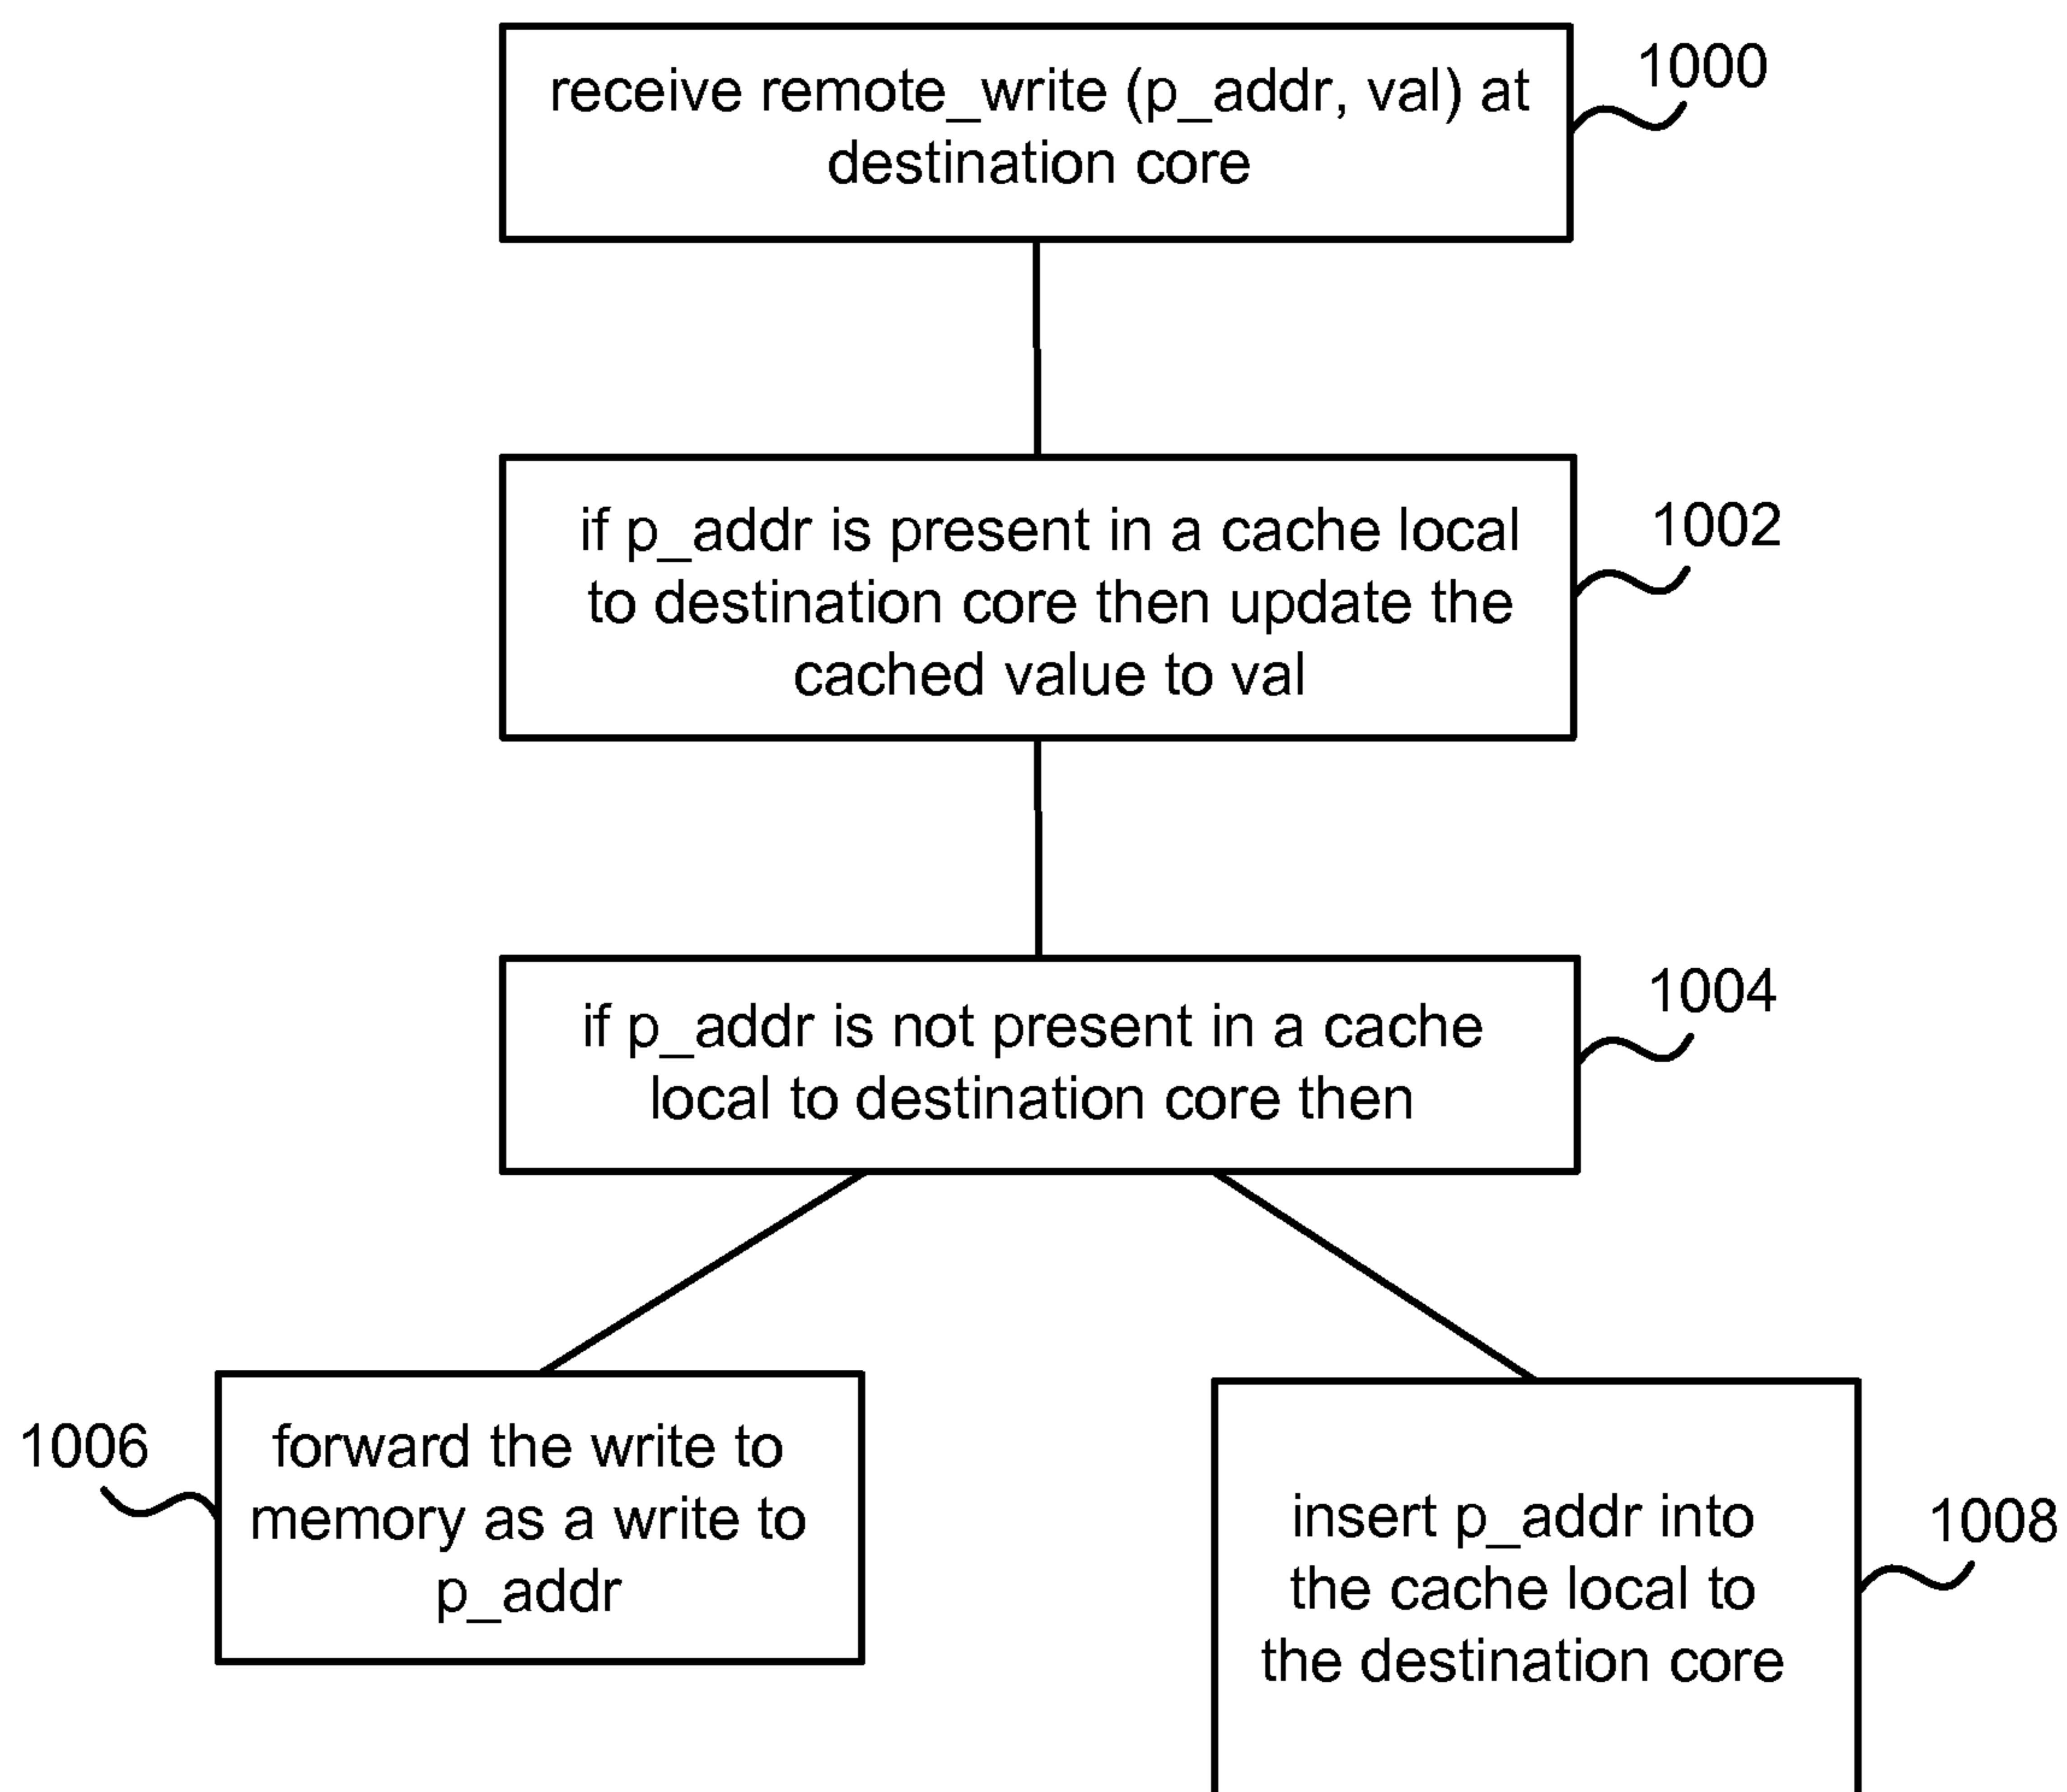 receive remote_write (p_addr, val) at
destination core
1000
if p_addr is present in a cache local
to destination core then update the
cached value to val
1002
if p_addr is not present in a cache
local to destination core then
1004
1006
forward the write to
memory as a write to
p_addr
insert p_addr into
the cache local to
the destination core
1008